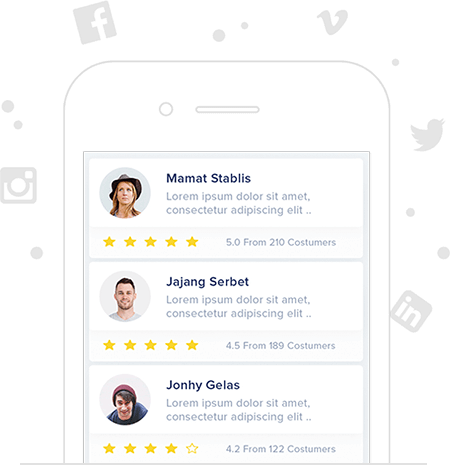 Mamat Stablis
Lorem ipsum dolor sit amet,
consectetur adipiscing elit ..
5.0 From 210 Costumers
Jajang Serbet
Lorem ipsum dolor sit amet,
consectetur adipiscing elit ..
4.5 From 189 Costumers
Jonhy Gelas
Lorem ipsum dolor sit amet,
consectetur adipiscing elit ..
4.2 From 122 Costumers